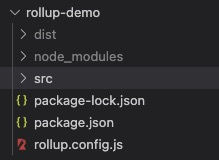 rollup-demo
dist
node_modules
src
{} package-lock.json
{} package.json
rollup.config.js